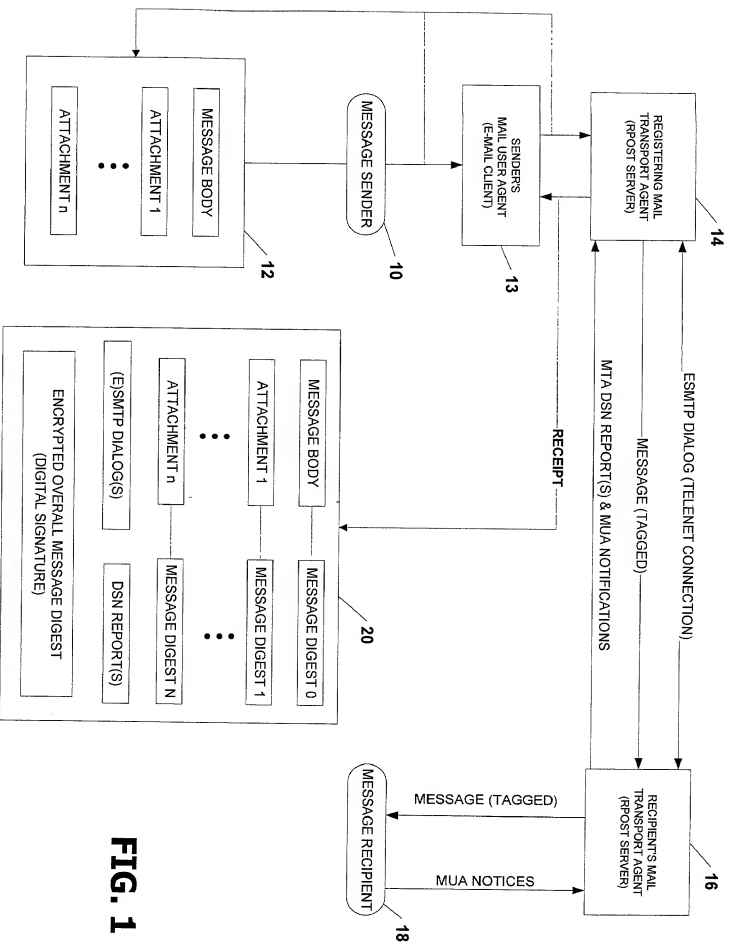 REGISTERING MAIL
TRANSPORT AGENT
(RPOST SERVER)
14
ESMTP DIALOG (TELENET CONNECTION)
MESSAGE (TAGGED)
MTA DSN REPORT(S) & MUA NOTIFICATIONS
RECIPIENT'S MAIL
TRANSPORT AGENT
(RPOST SERVER)
16
SENDER'S
MAIL USER AGENT
(E-MAIL CLIENT)
13
RECEIPT
MESSAGE (TAGGED)
MUA NOTICES
MESSAGE SENDER
10
MESSAGE RECIPIENT
18
MESSAGE BODY
ATTACHMENT 1
ATTACHMENT n
12
MESSAGE BODY
MESSAGE DIGEST 0
ATTACHMENT 1
MESSAGE DIGEST 1
ATTACHMENT n
MESSAGE DIGEST N
(E)SMTP DIALOG(S)
DSN REPORT(S)
ENCRYPTED OVERALL MESSAGE DIGEST
(DIGITAL SIGNATURE)
20
FIG. 1